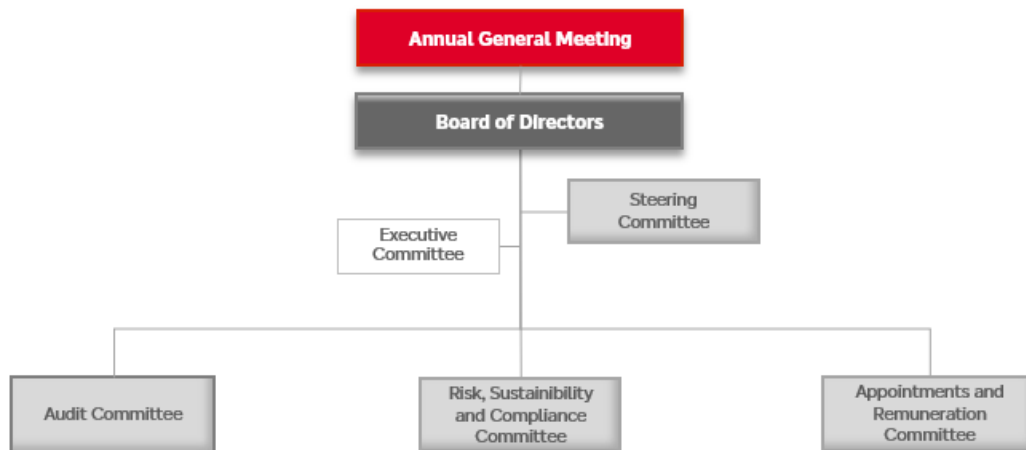 Annual General Meeting
Board of Directors
Steering
Committee
Executive
Committee
Audit Committee
Risk, Sustainibility
and Compliance
Committee
Appointments and
Remuneration
Committee